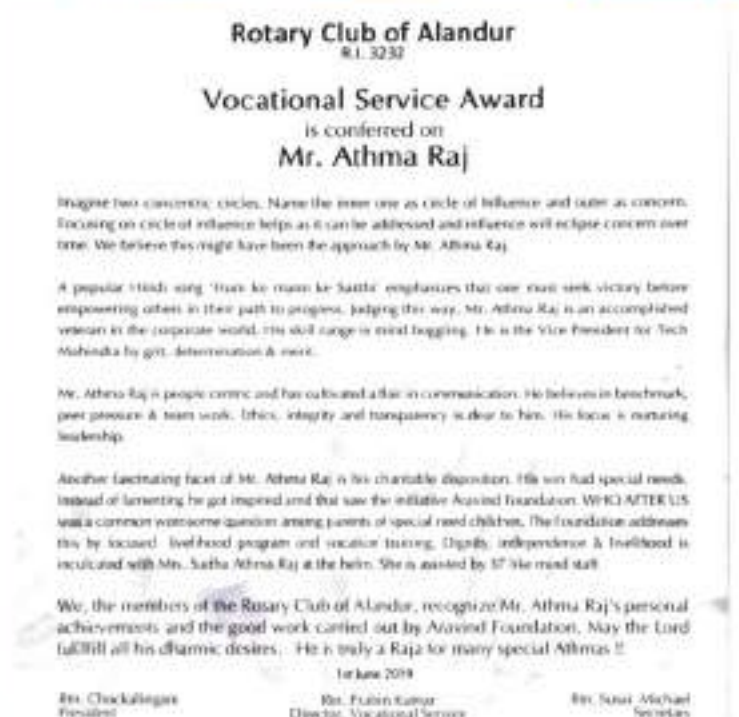 Rotary Club of Alandur
R.I. 3232
Vocational Service Award
is conferred on
Mr. Athma Raj
Imagine two concentric circles. Name the inner one as circle of influence and outer as concern.
Focusing on circle of influence helps as it can be addressed and influence will eclipse concern over
time. We believe this might have been the approach by Mr. Athma Raj.
A popular Hindi song emphasizes that one must seek victory before
empowering others in their path to progress. Judging this way, Mr. Athma Raj is an accomplished
veteran in the corporate world. His skill range is mind boggling. He is the Vice President for Tech
Mahindra by grit, determination & merit.
Mr. Athma Raj is people centric and has cultivated a flair in communication. He believes in benchmark,
peer pressure & team work. Ethics, integrity and transparency is dear to him. His focus is nurturing
leadership.
Another fascinating facet of Mr. Athma Raj is his charitable disposition. His son had special needs.
Instead of lamenting he got inspired and that saw the initiative Aravind Foundation. WHO AFTER US
was a common worrisome question among parents of special need children. The Foundation addresses
this by focused livelihood program and vocation training. Dignity, independence & livelihood is
inculcated with Mrs. Sudha Athma Raj at the helm. She is assisted by 37 like mind staff
We, the members of the Rotary Club of Alandur, recognize Mr. Athma Raj's personal
achievements and the good work carried out by Aravind Foundation. May the Lord
fullfill all his dharmic desires. He is truly a Raja for many special Athmas !!
1st June 2019
Rtn. Chockalingam
President
Rtn. Prabin Kumar
Director, Vocational Service
Rtn. Susai Michael
Secretary